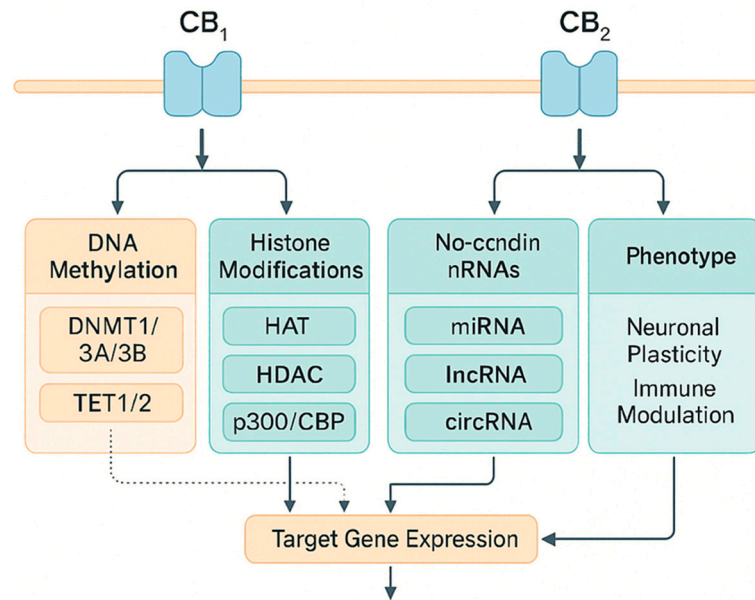 CB₁
CB₂
DNA
Methylation
DNMT1/
3A/3B
TET1/2
Histone
Modifications
HAT
HDAC
p300/CBP
No-ccndin
nRNAs
miRNA
lncRNA
circRNA
Phenotype
Neuronal
Plasticity
Immune
Modulation
Target Gene Expression